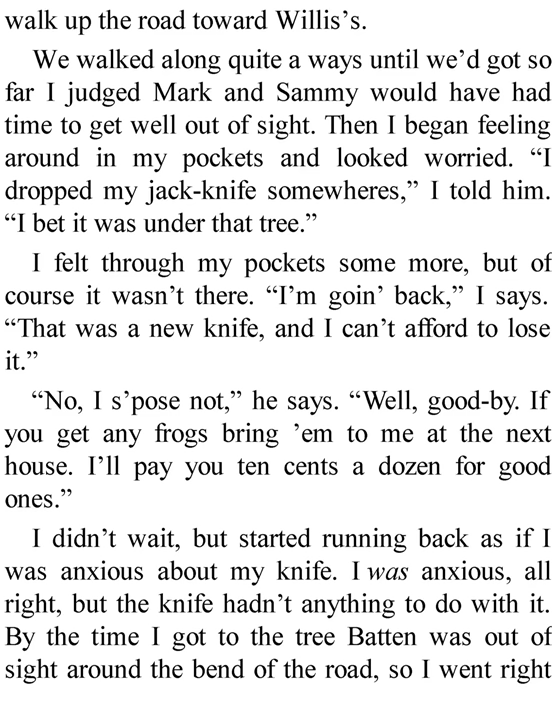 walk up the road toward Willis’s.
We walked along quite a ways until we’d got so
far I judged Mark and Sammy would have had
time to get well out of sight. Then I began feeling
around in my pockets and looked worried. “I
dropped my jack-knife somewheres,” I told him.
“I bet it was under that tree.”
I felt through my pockets some more, but of
course it wasn’t there. “I’m goin’ back,” I says.
“That was a new knife, and I can’t afford to lose
it.”
“No, I s’pose not,” he says. “Well, good-by. If
you get any frogs bring ’em to me at the next
house. I’ll pay you ten cents a dozen for good
ones.”
I didn’t wait, but started running back as if I
was anxious about my knife. I was anxious, all
right, but the knife hadn’t anything to do with it.
By the time I got to the tree Batten was out of
sight around the bend of the road, so I went right